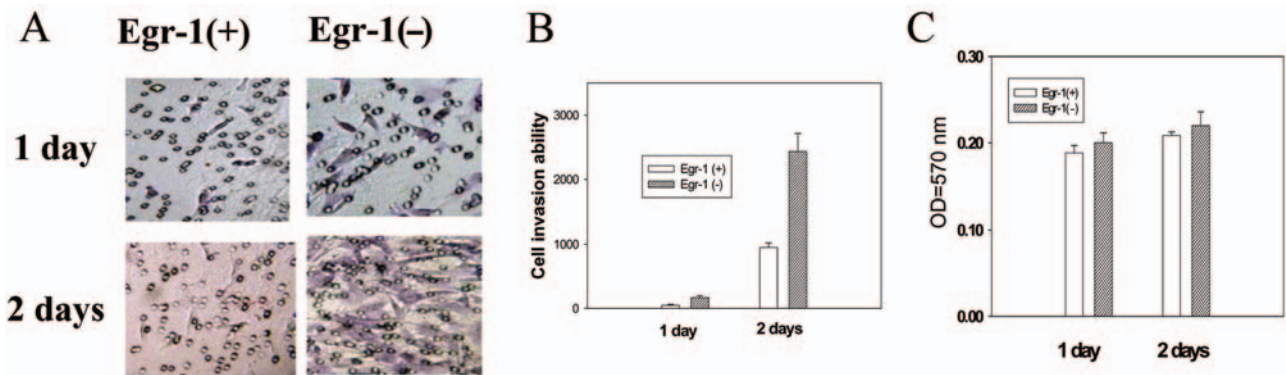 A
Egr-1(+)
Egr-1(–)
1 day
2 days
B
Cell invasion ability
3000
2000
1000
0
Egr-1 (+)
Egr-1 (-)
1 day
2 days
C
OD=570 nm
0.30
0.20
0.10
0.00
Egr-1(+)
Egr-1(-)
1 day
2 days